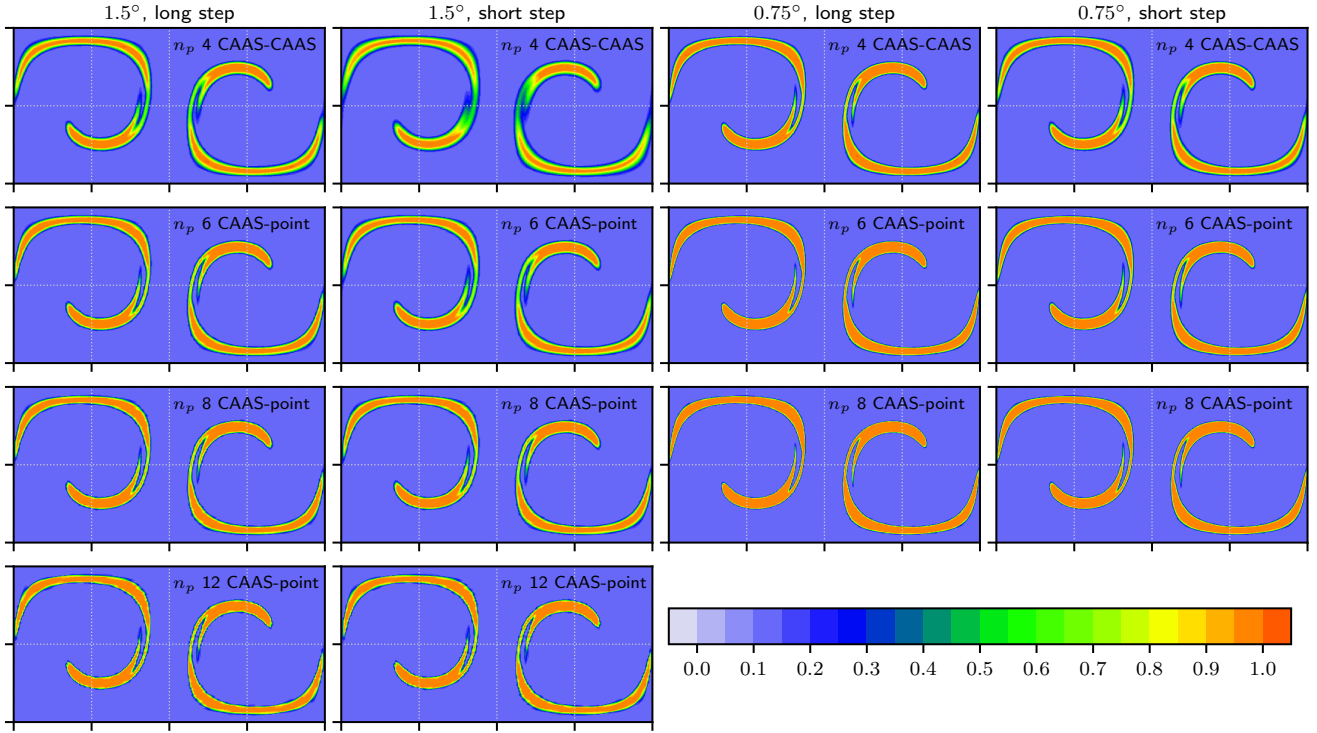 1.5°, long step
1.5°, short step
0.75°, long step
0.75°, short step
n_p 4 CAAS-CAAS
n_p 4 CAAS-CAAS
n_p 4 CAAS-CAAS
n_p 4 CAAS-CAAS
n_p 6 CAAS-point
n_p 6 CAAS-point
n_p 6 CAAS-point
n_p 6 CAAS-point
n_p 8 CAAS-point
n_p 8 CAAS-point
n_p 8 CAAS-point
n_p 8 CAAS-point
n_p 12 CAAS-point
n_p 12 CAAS-point
0.0 0.1 0.2 0.3 0.4 0.5 0.6 0.7 0.8 0.9 1.0